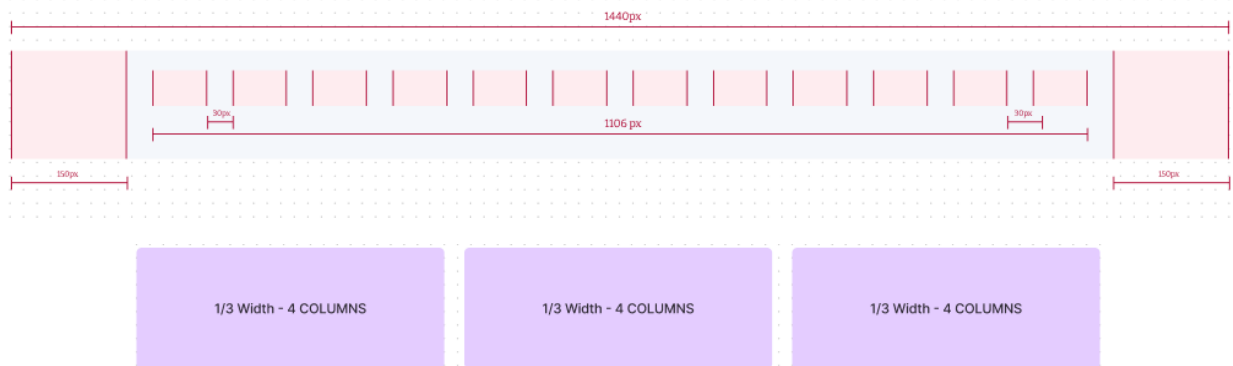 1440px
30px
30px
1106 px
150px
150px
1/3 Width - 4 COLUMNS
1/3 Width - 4 COLUMNS
1/3 Width - 4 COLUMNS